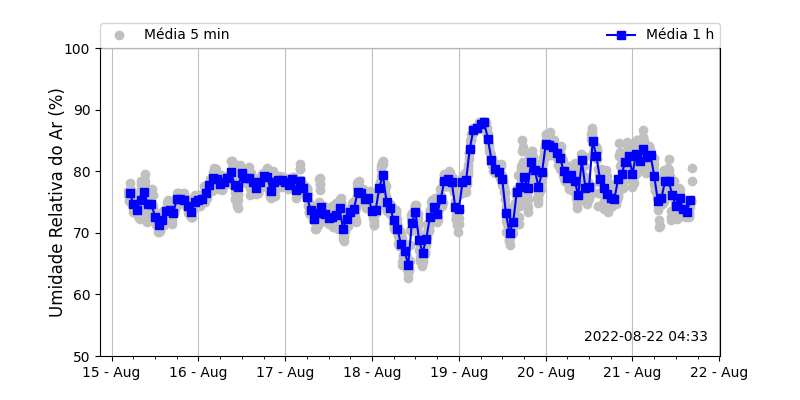 Média 5 min
Média 1 h
Umidade Relativa do Ar (%)
100
90
80
70
60
50
2022-08-22 04:33
15 - Aug
16 - Aug
17 - Aug
18 - Aug
19 - Aug
20 - Aug
21 - Aug
22 - Aug